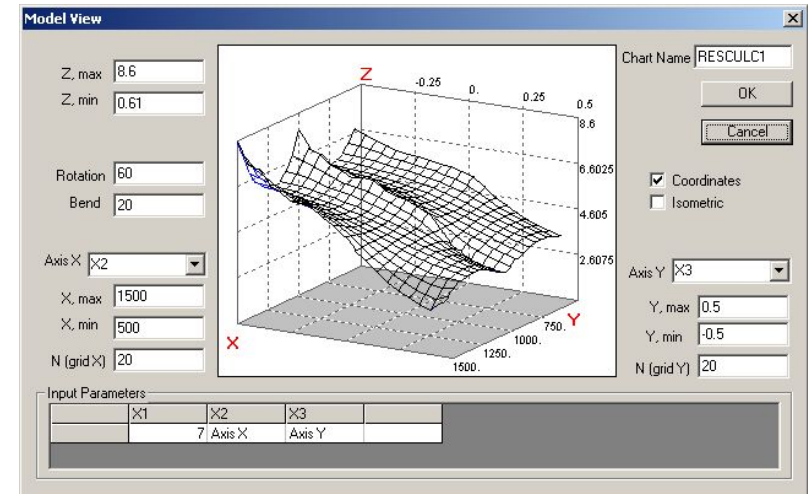 Model View
Z, max 8.6
Z, min 0.61
Rotation 60
Bend 20
Axis X X2
X, max 1500
X, min 500
N (grid X) 20
Z
-0.25
0.
0.25
0.5
8.6
6.6025
4.605
2.6075
Y
750.
1000.
1250.
1500.
X
Chart Name RESCULC1
OK
Cancel
Coordinates
Isometric
Axis Y X3
Y, max 0.5
Y, min -0.5
N (grid Y) 20
Input Parameters
X1 X2 X3
7 Axis X Axis Y